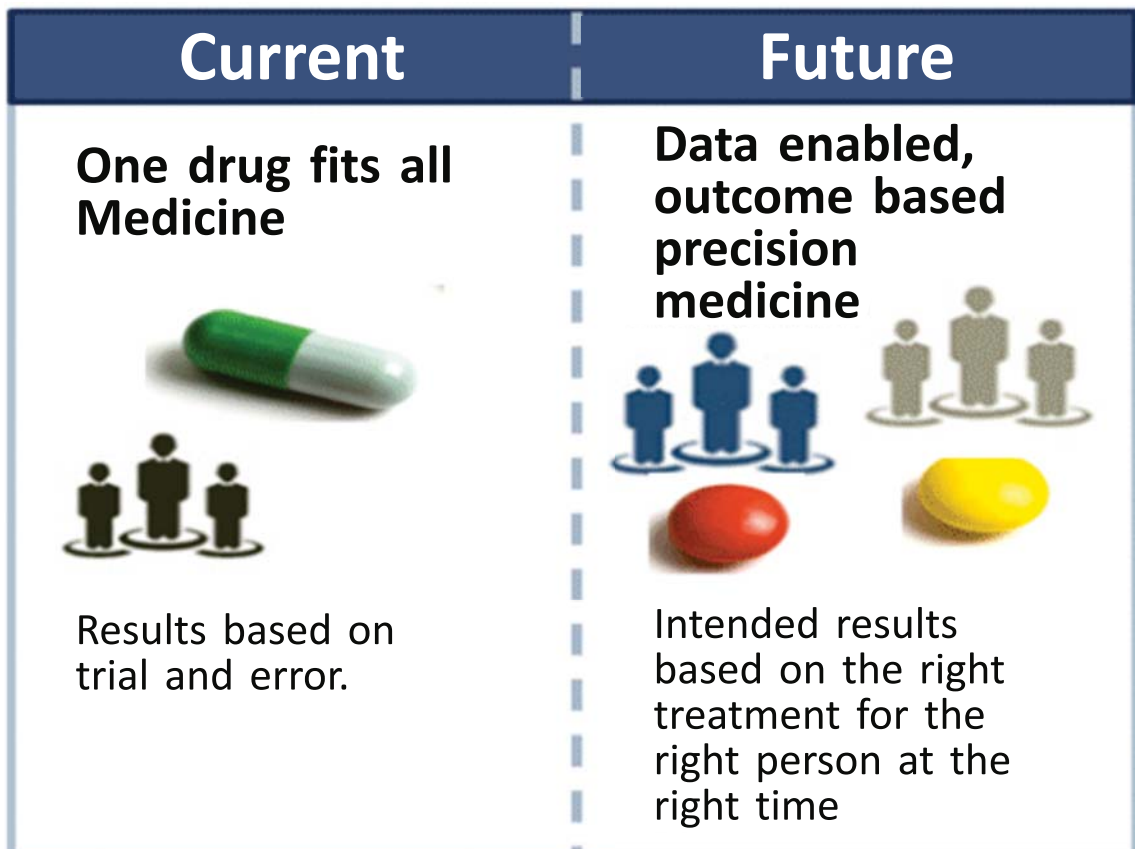 Current
One drug fits all
Medicine
Results based on
trial and error.
Future
Data enabled,
outcome based
precision
medicine
Intended results
based on the right
treatment for the
right person at the
right time